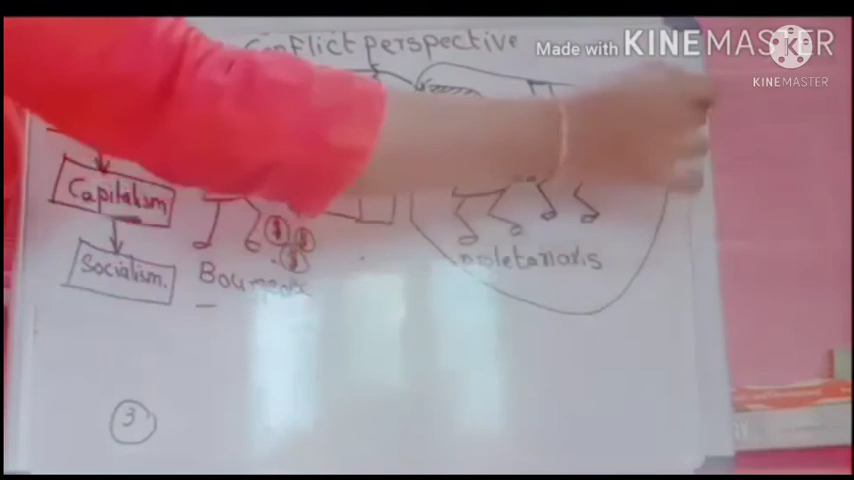 Conflict perspective
Made with KINEMASTER
KINEMASTER
Capitalism
Socialism.
Bourgeois
proletariats
3